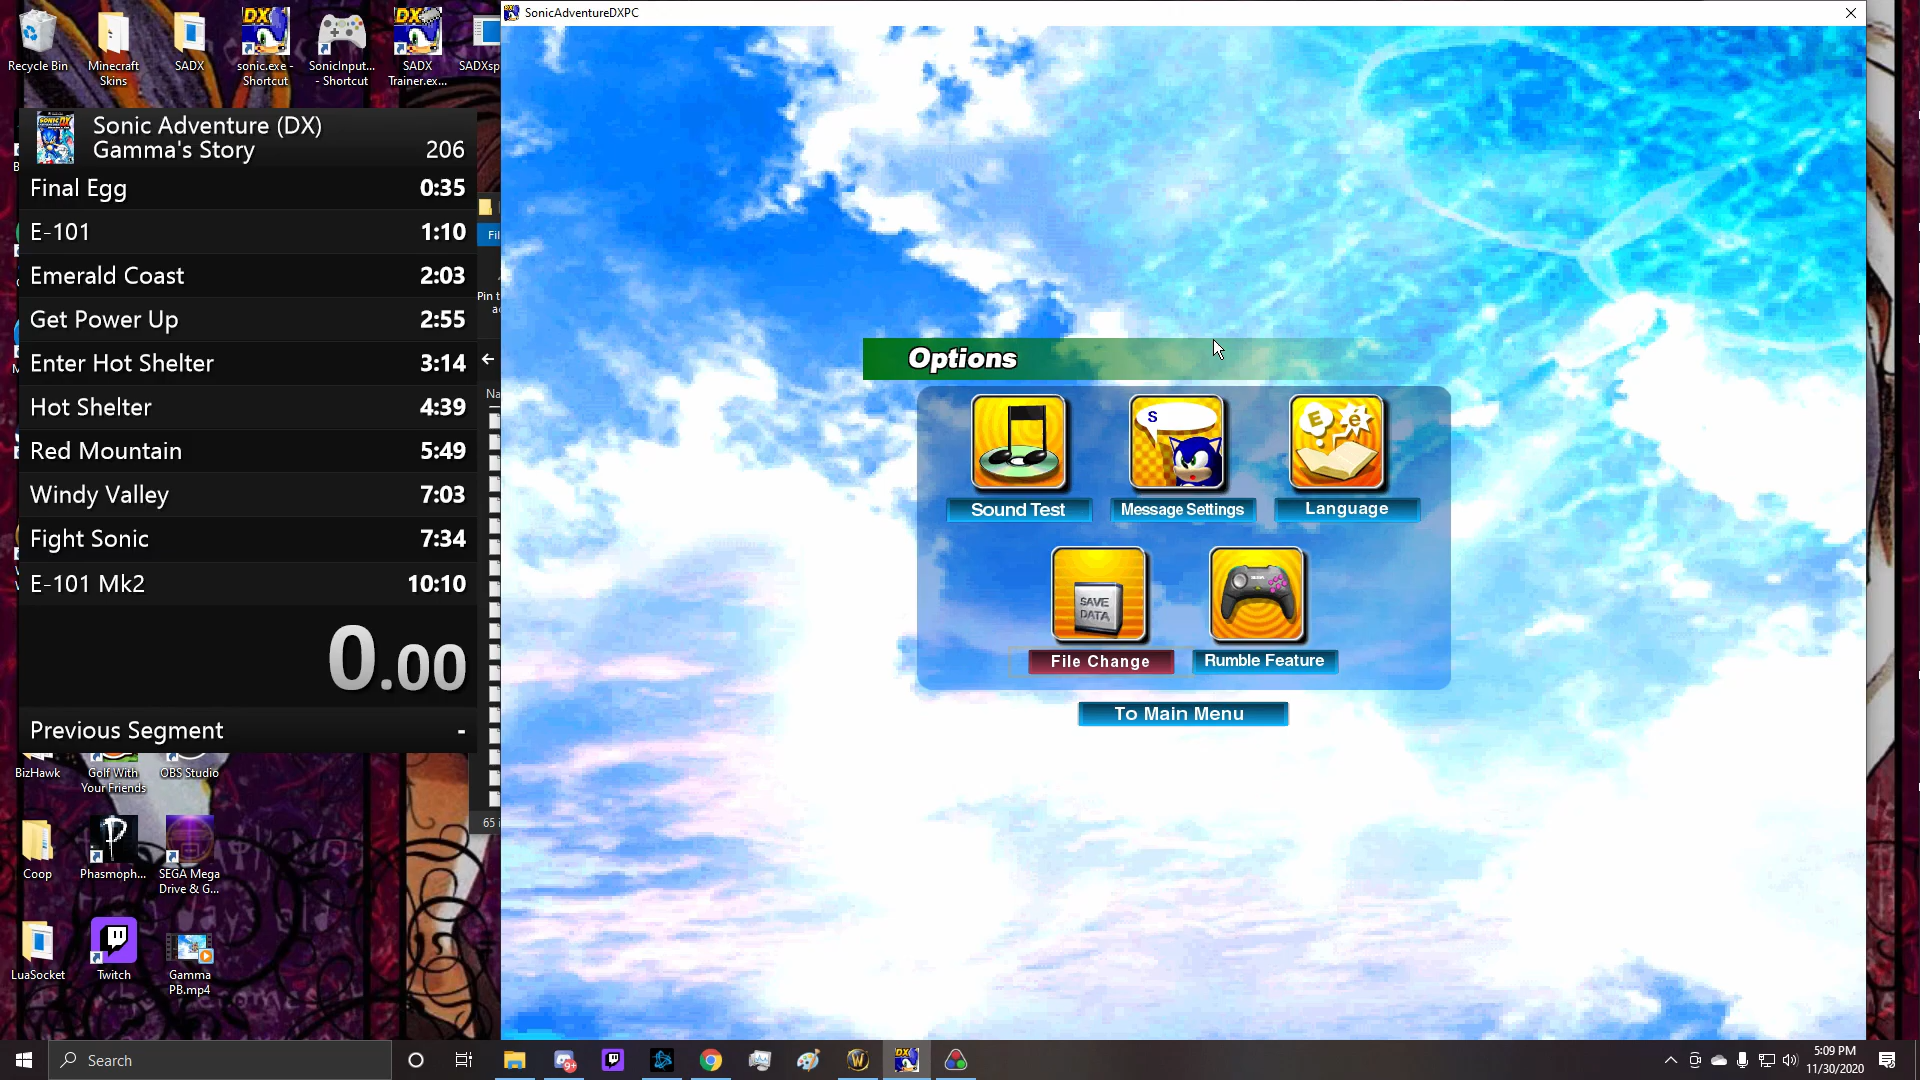 SonicAdventureDXPC
Recycle Bin
Minecraft
Skins
SADX
sonic.exe -
Shortcut
SonicInput...
- Shortcut
SADX
Trainer.ex...
SADXsp
Sonic Adventure (DX)
Gamma's Story
206
Final Egg 0:35
E-101 1:10
Emerald Coast 2:03
Get Power Up 2:55
Enter Hot Shelter 3:14
Hot Shelter 4:39
Red Mountain 5:49
Windy Valley 7:03
Fight Sonic 7:34
E-101 Mk2 10:10
0.00
Previous Segment -
Fil
Pin t
a
Na
65 i
Options
S
E é
Sound Test
Message Settings
Language
SAVE
DATA
File Change
Rumble Feature
To Main Menu
BizHawk
Golf With
Your Friends
OBS Studio
Coop
Phasmoph...
SEGA Mega
Drive & G...
LuaSocket
Twitch
Gamma
PB.mp4
Search
5:09 PM
11/30/2020